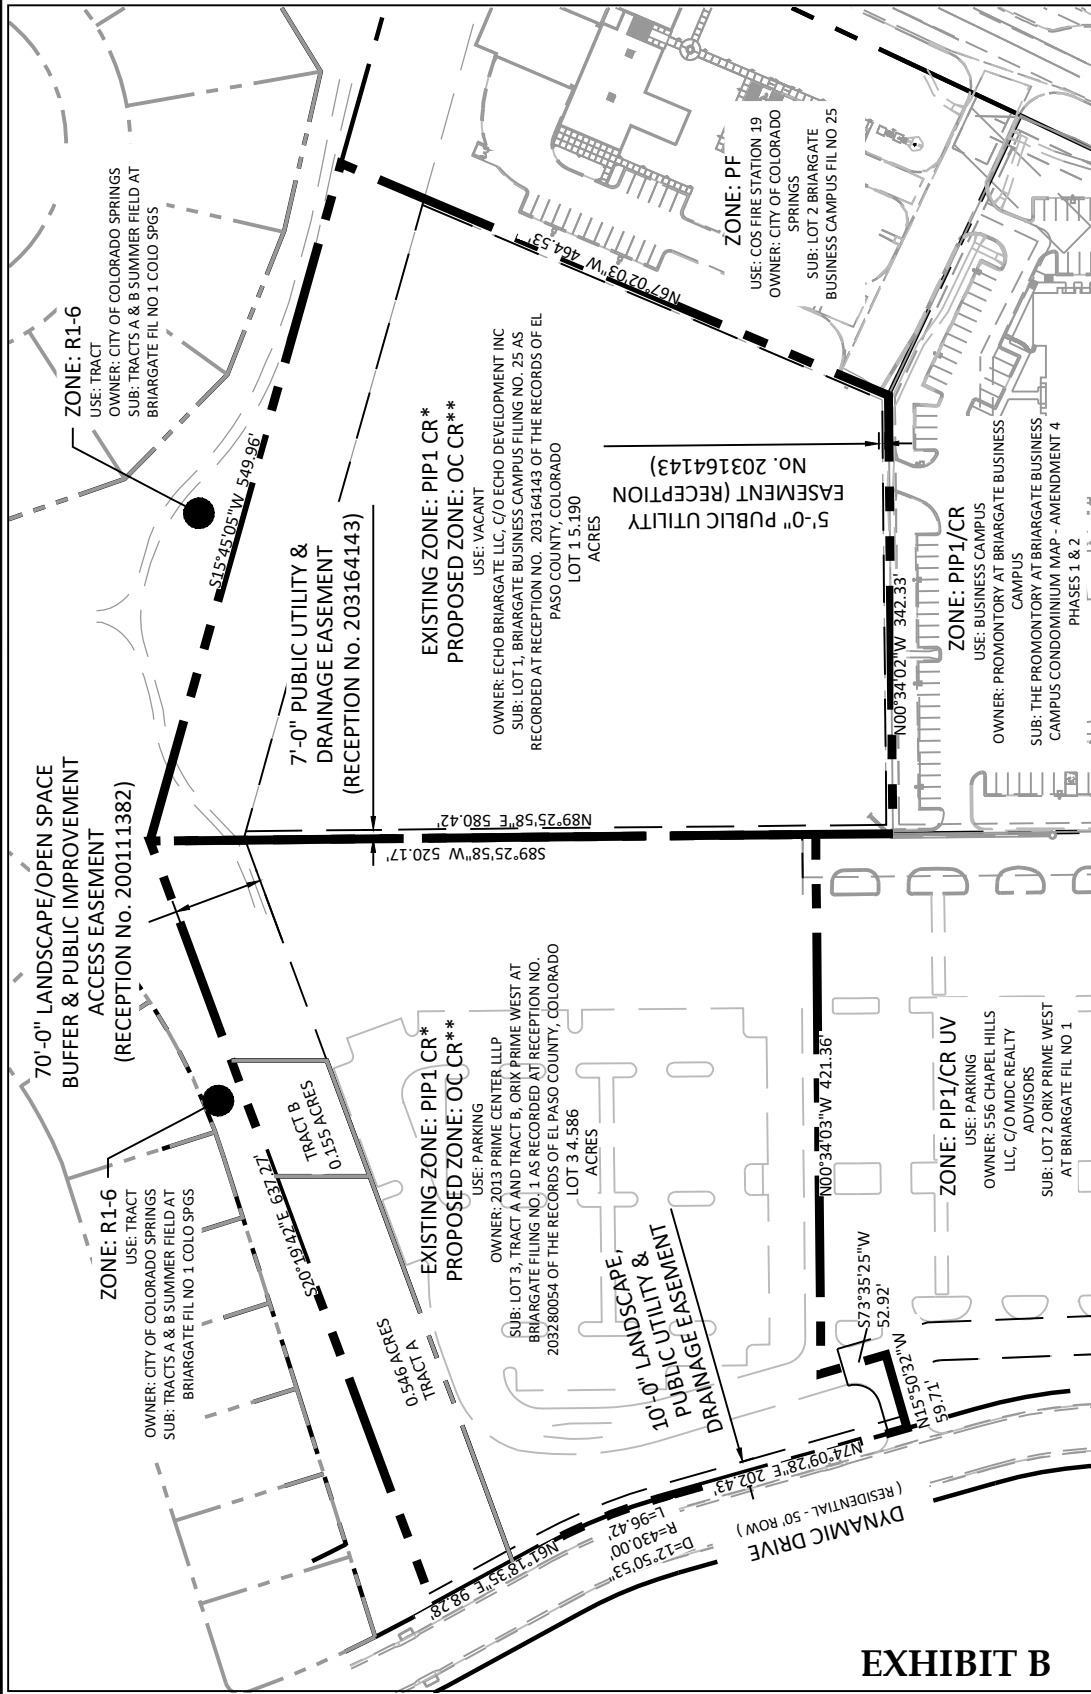 70'-0" LANDSCAPE/OPEN SPACE
BUFFER & PUBLIC IMPROVEMENT
ACCESS EASEMENT
(RECEPTION No. 200111382)
ZONE: R1-6
USE: TRACT
OWNER: CITY OF COLORADO SPRINGS
SUB: TRACTS A & B SUMMER FIELD AT
BRIARGATE FIL NO 1 COLO SPGS
ZONE: R1-6
USE: TRACT
OWNER: CITY OF COLORADO SPRINGS
SUB: TRACTS A & B SUMMER FIELD AT
BRIARGATE FIL NO 1 COLO SPGS
S15°45'05"W 549.96'
S20°19'42"E 637.27'
7'-0" PUBLIC UTILITY &
DRAINAGE EASEMENT
(RECEPTION No. 203164143)
EXISTING ZONE: PIP1 CR*
PROPOSED ZONE: OC CR**
USE: VACANT
OWNER: ECHO BRIARGATE LLC, C/O ECHO DEVELOPMENT INC
SUB: LOT 1, BRIARGATE BUSINESS CAMPUS FILING NO. 25 AS
RECORDED AT RECEPTION NO. 203164143 OF THE RECORDS OF EL
PASO COUNTY, COLORADO
LOT 1 5.190
ACRES
N67°02'03"W 464.53'
ZONE: PF
USE: COS FIRE STATION 19
OWNER: CITY OF COLORADO
SPRINGS
SUB: LOT 2 BRIARGATE
BUSINESS CAMPUS FIL NO 25
5'-0" PUBLIC UTILITY
EASEMENT (RECEPTION
No. 203164143)
N89°25'58"E 580.42'
S89°25'58"W 520.17'
N00°34'02"W 342.33'
ZONE: PIP1/CR
USE: BUSINESS CAMPUS
OWNER: PROMONTORY AT BRIARGATE BUSINESS
CAMPUS
SUB: THE PROMONTORY AT BRIARGATE BUSINESS
CAMPUS CONDOMINIUM MAP - AMENDMENT 4
PHASES 1 & 2
TRACT B
0.155 ACRES
0.546 ACRES
TRACT A
EXISTING ZONE: PIP1 CR*
PROPOSED ZONE: OC CR**
USE: PARKING
OWNER: 2013 PRIME CENTER LLLP
SUB: LOT 3, TRACT A AND TRACT B, ORIX PRIME WEST AT
BRIARGATE FILING NO. 1 AS RECORDED AT RECEPTION NO.
203280054 OF THE RECORDS OF EL PASO COUNTY, COLORADO
LOT 3 4.586
ACRES
10'-0" LANDSCAPE,
PUBLIC UTILITY &
DRAINAGE EASEMENT
N00°34'03"W 421.36'
ZONE: PIP1/CR UV
USE: PARKING
OWNER: 556 CHAPEL HILLS
LLC, C/O MDC REALTY
ADVISORS
SUB: LOT 2 ORIX PRIME WEST
AT BRIARGATE FIL NO 1
S73°35'25"W
52.92'
N15°50'32"W
59.71'
N74°09'28"E 202.43'
D=12°50'53"
R=430.00'
L=96.42'
N61°18'35"E 98.28'
DYNAMIC DRIVE
( RESIDENTIAL - 50' ROW )
EXHIBIT B